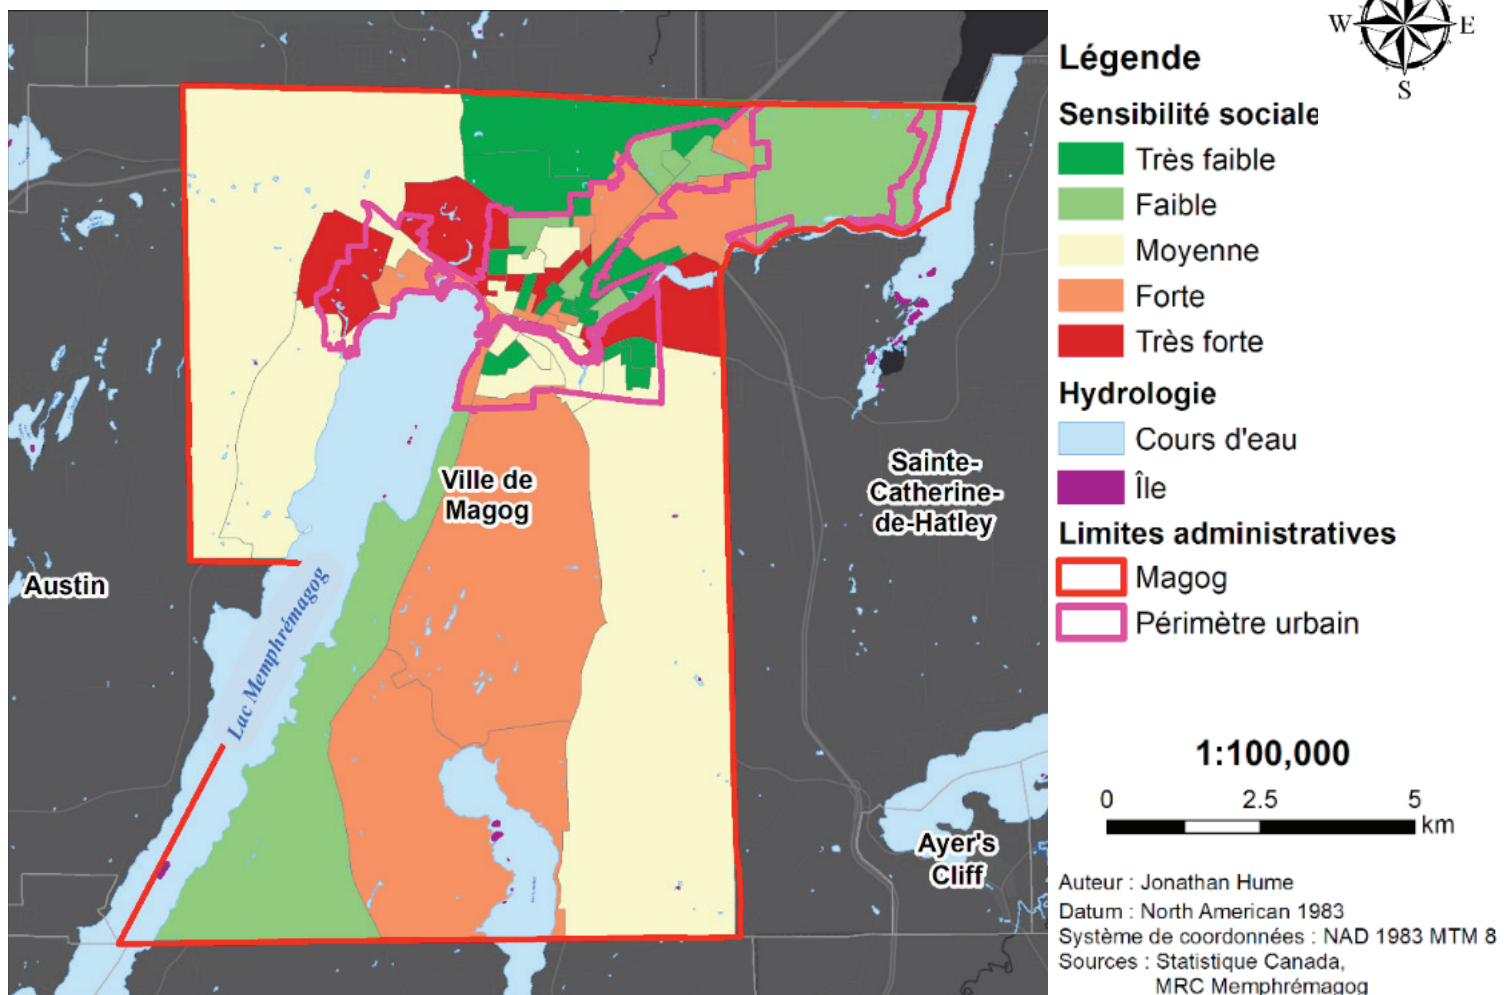 W
E
S
Légende
Sensibilité sociale
Très faible
Faible
Moyenne
Forte
Très forte
Hydrologie
Cours d'eau
Île
Limites administratives
Magog
Périmètre urbain
Ville de
Magog
Sainte-
Catherine-
de-Hatley
Austin
Lac Memphrémagog
Ayer's
Cliff
1:100,000
0 2.5 5
km
Auteur : Jonathan Hume
Datum : North American 1983
Système de coordonnées : NAD 1983 MTM 8
Sources : Statistique Canada,
MRC Memphrémagog